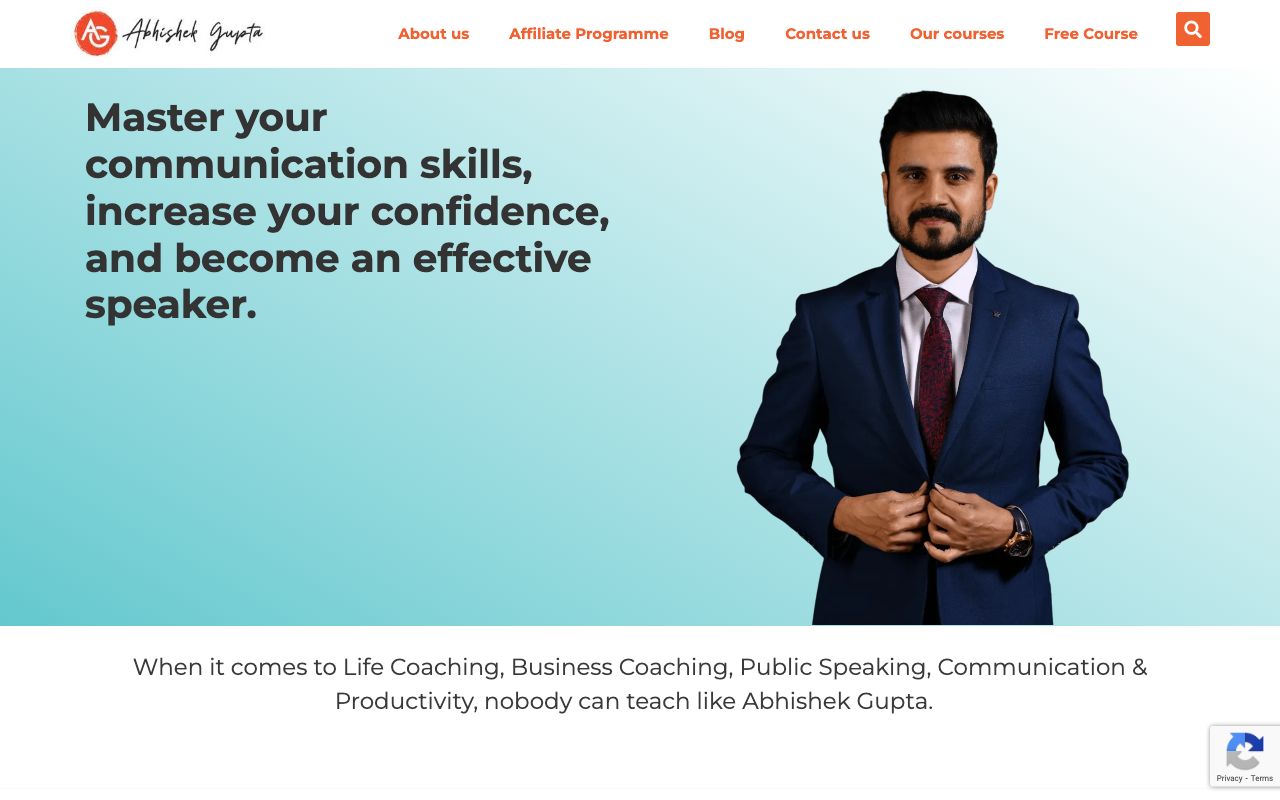 AG Abhishek Gupta
About us
Affiliate Programme
Blog
Contact us
Our courses
Free Course
Master your
communication skills,
increase your confidence,
and become an effective
speaker.
When it comes to Life Coaching, Business Coaching, Public Speaking, Communication &
Productivity, nobody can teach like Abhishek Gupta.
Privacy - Terms